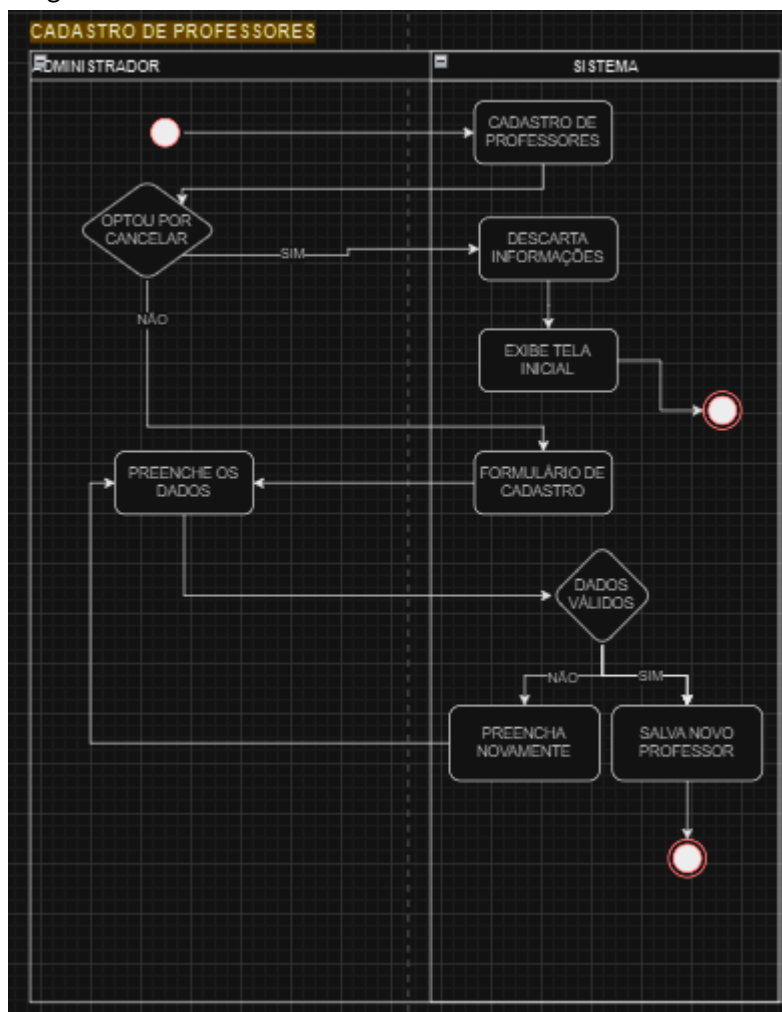 CADASTRO DE PROFESSORES
ADMINISTRADOR
SISTEMA
CADASTRO DE
PROFESSORES
OPTOU POR
CANCELAR
SIM
DESCARTA
INFORMAÇÕES
NÃO
EXIBE TELA
INICIAL
PREENCHE OS
DADOS
FORMULÁRIO DE
CADASTRO
DADOS
VÁLIDOS
NÃO
SIM
PREENCHA
NOVAMENTE
SALVA NOVO
PROFESSOR